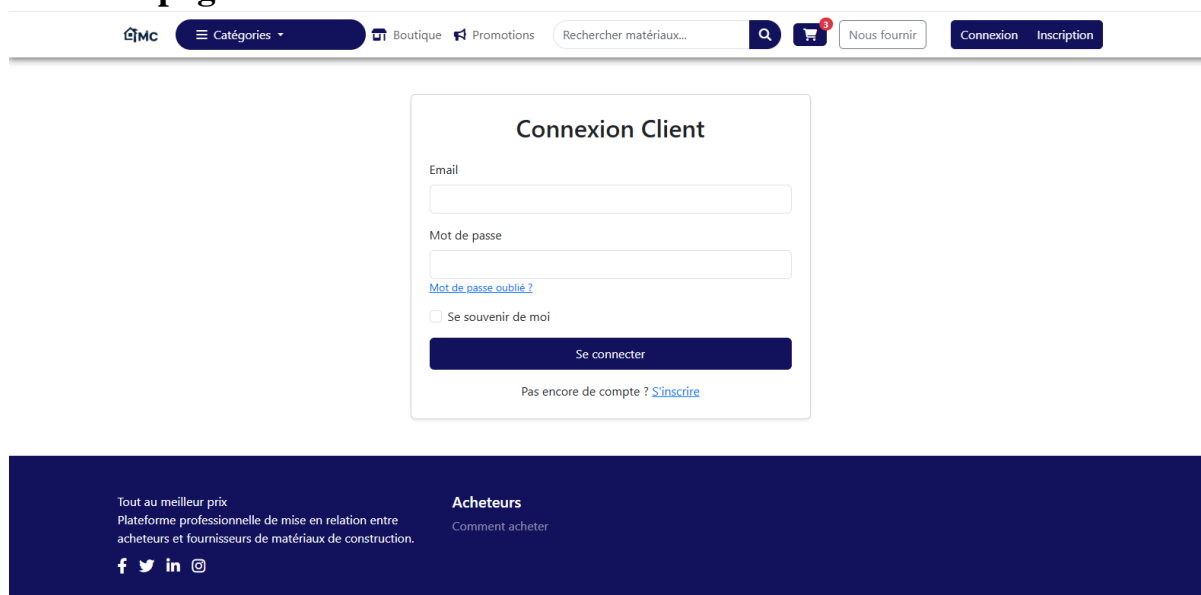 MC
Catégories
Boutique
Promotions
Rechercher matériaux...
3
Nous fournir
Connexion
Inscription
Connexion Client
Email
Mot de passe
Mot de passe oublié ?
Se souvenir de moi
Se connecter
Pas encore de compte ? S'inscrire
Tout au meilleur prix
Plateforme professionnelle de mise en relation entre
acheteurs et fournisseurs de matériaux de construction.
Acheteurs
Comment acheter